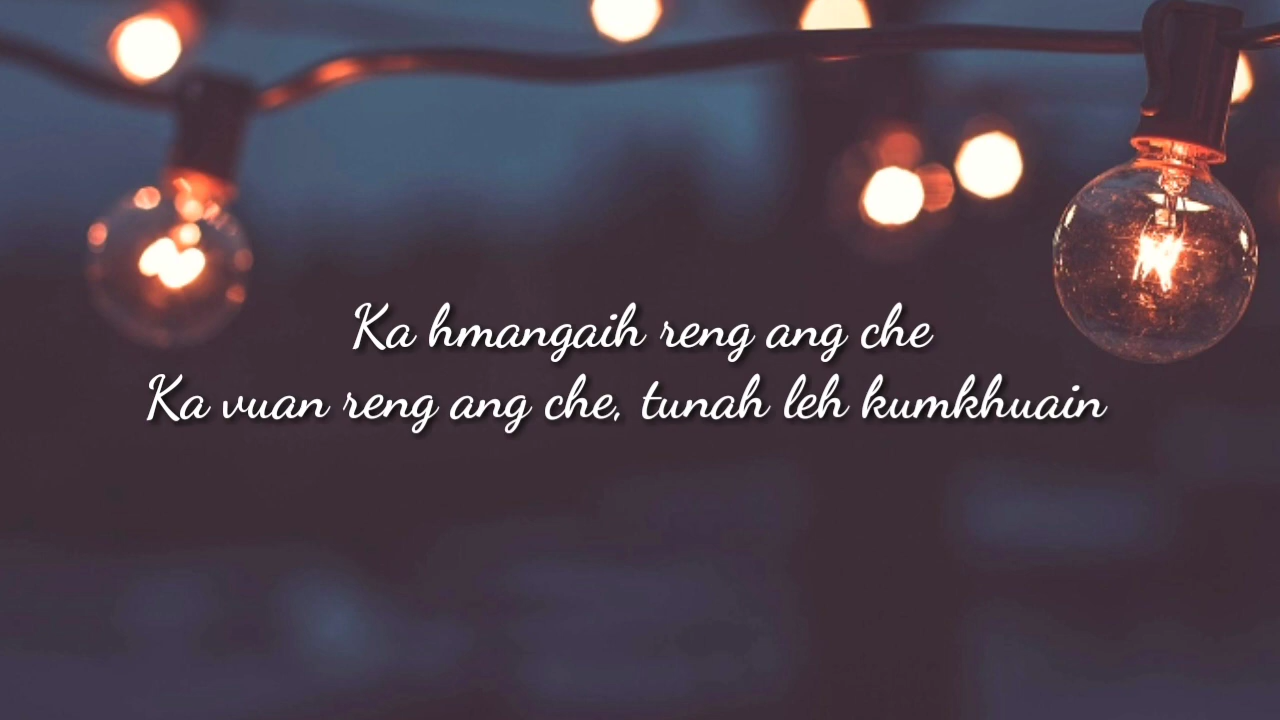 Ka hmangaih reng ang che
Ka vuan reng ang che, tunah leh kumkhuain